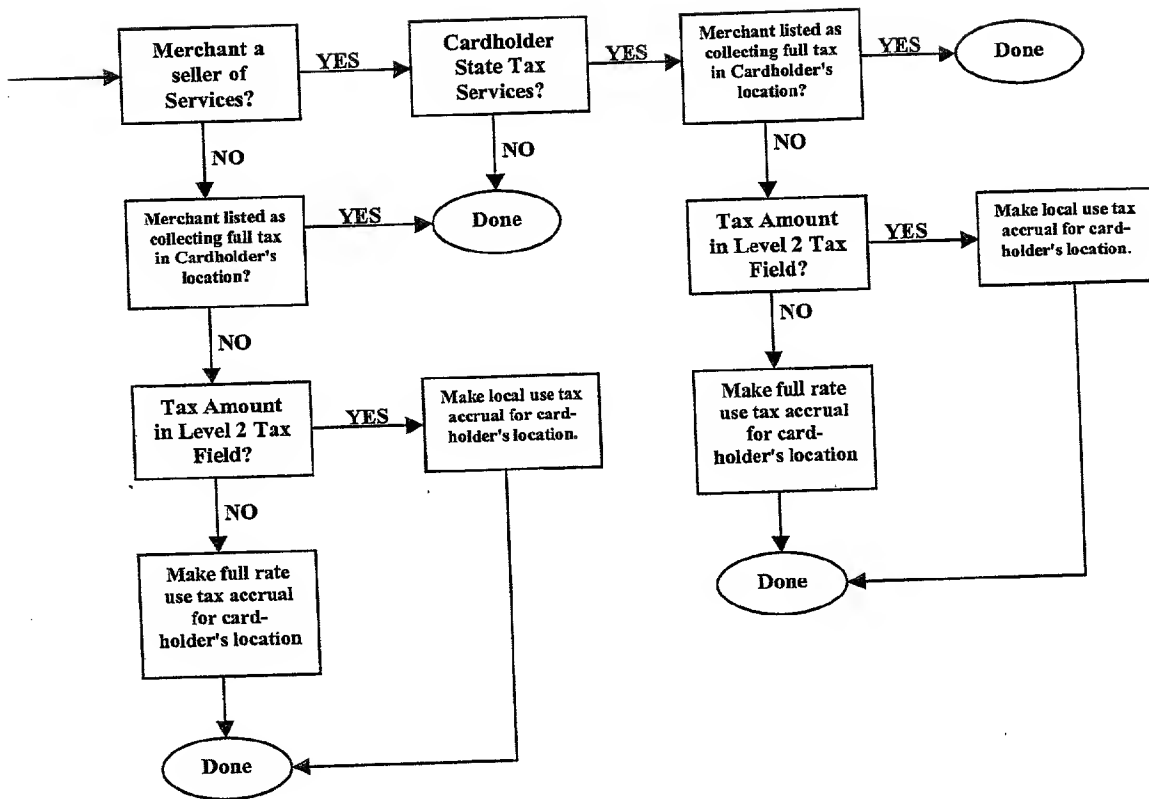 Merchant a
seller of
Services?
YES
Cardholder
State Tax
Services?
YES
Merchant listed as
collecting full tax
in Cardholder's
location?
YES
Done
NO
NO
NO
Merchant listed as
collecting full tax
in Cardholder's
location?
YES
Done
Tax Amount
in Level 2 Tax
Field?
YES
Make local use tax
accrual for card-
holder's location.
NO
NO
Tax Amount
in Level 2 Tax
Field?
YES
Make local use tax
accrual for card-
holder's location.
Make full rate
use tax accrual
for card-
holder's location
NO
Make full rate
use tax accrual
for card-
holder's location
Done
Done